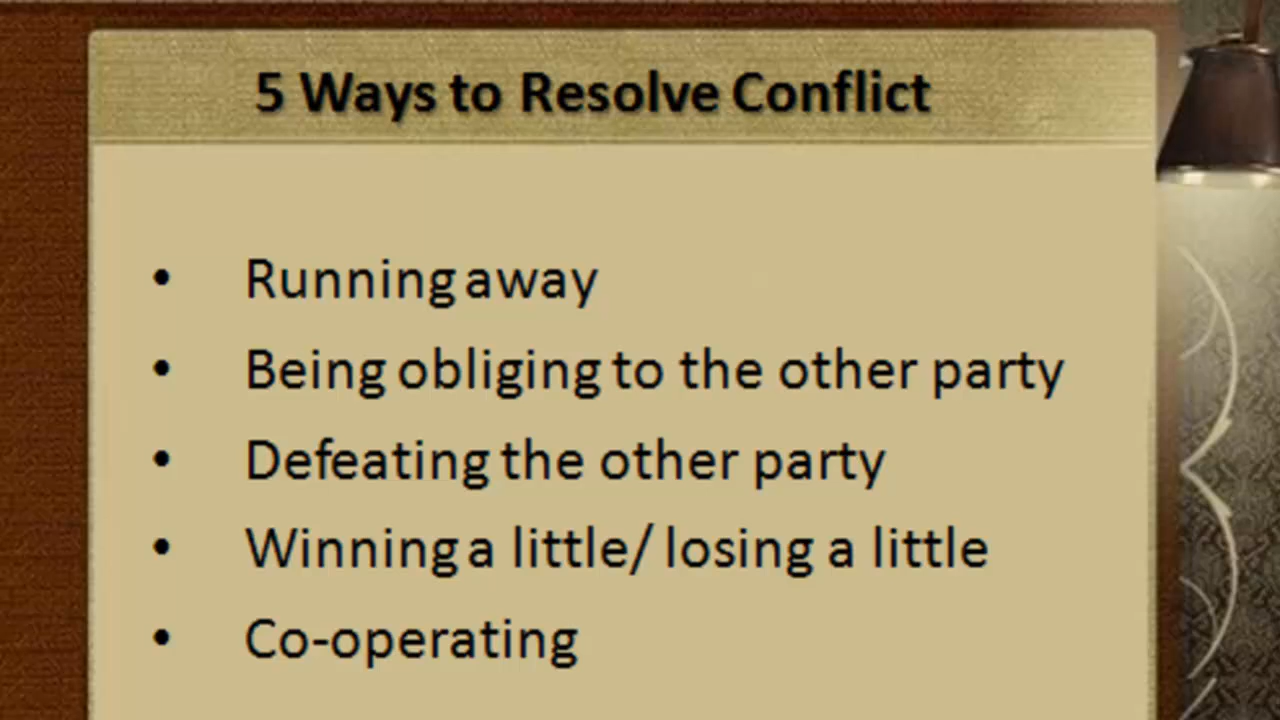 5 Ways to Resolve Conflict
• Running away
• Being obliging to the other party
• Defeating the other party
• Winning a little/ losing a little
• Co-operating